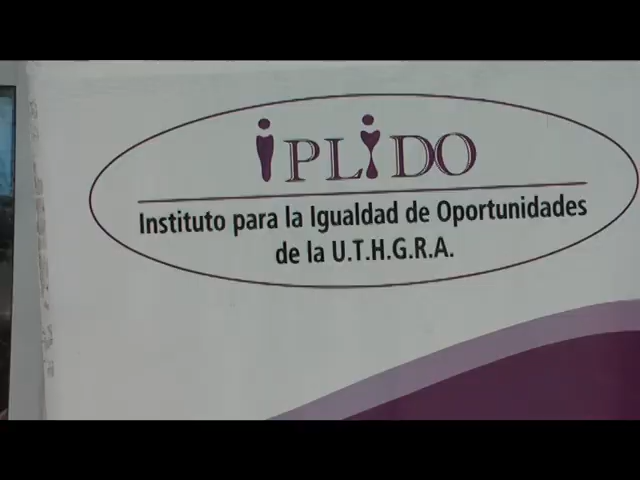 iPLiDO
Instituto para la Igualdad de Oportunidades
de la U.T.H.G.R.A.